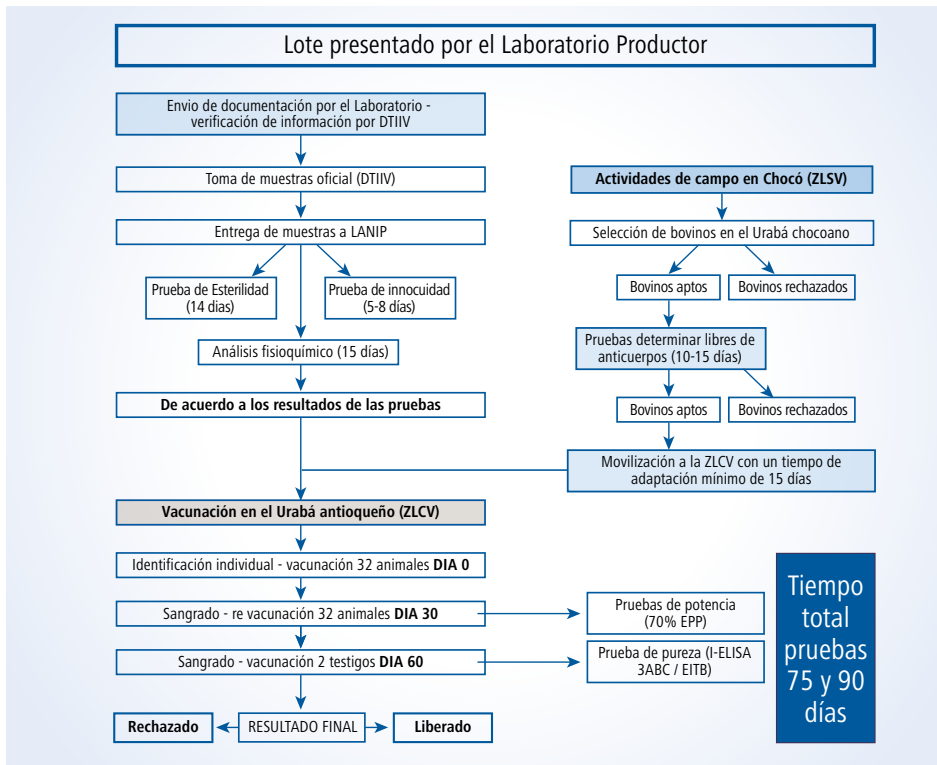 Lote presentado por el Laboratorio Productor
Envio de documentación por el Laboratorio -
verificación de información por DTIIV
Toma de muestras oficial (DTIIV)
Entrega de muestras a LANIP
Prueba de Esterilidad
(14 dias)
Prueba de innocuidad
(5-8 días)
Análisis fisioquímico (15 días)
De acuerdo a los resultados de las pruebas
Actividades de campo en Chocó (ZLSV)
Selección de bovinos en el Urabá chocoano
Bovinos aptos
Bovinos rechazados
Pruebas determinar libres de
anticuerpos (10-15 días)
Bovinos aptos
Bovinos rechazados
Movilización a la ZLCV con un tiempo de
adaptación mínimo de 15 días
Vacunación en el Urabá antioqueño (ZLCV)
Identificación individual - vacunación 32 animales DIA 0
Sangrado - re vacunación 32 animales DIA 30
Pruebas de potencia
(70% EPP)
Sangrado - vacunación 2 testigos DIA 60
Prueba de pureza (I-ELISA
3ABC / EITB)
Rechazado
RESULTADO FINAL
Liberado
Tiempo
total
pruebas
75 y 90
días